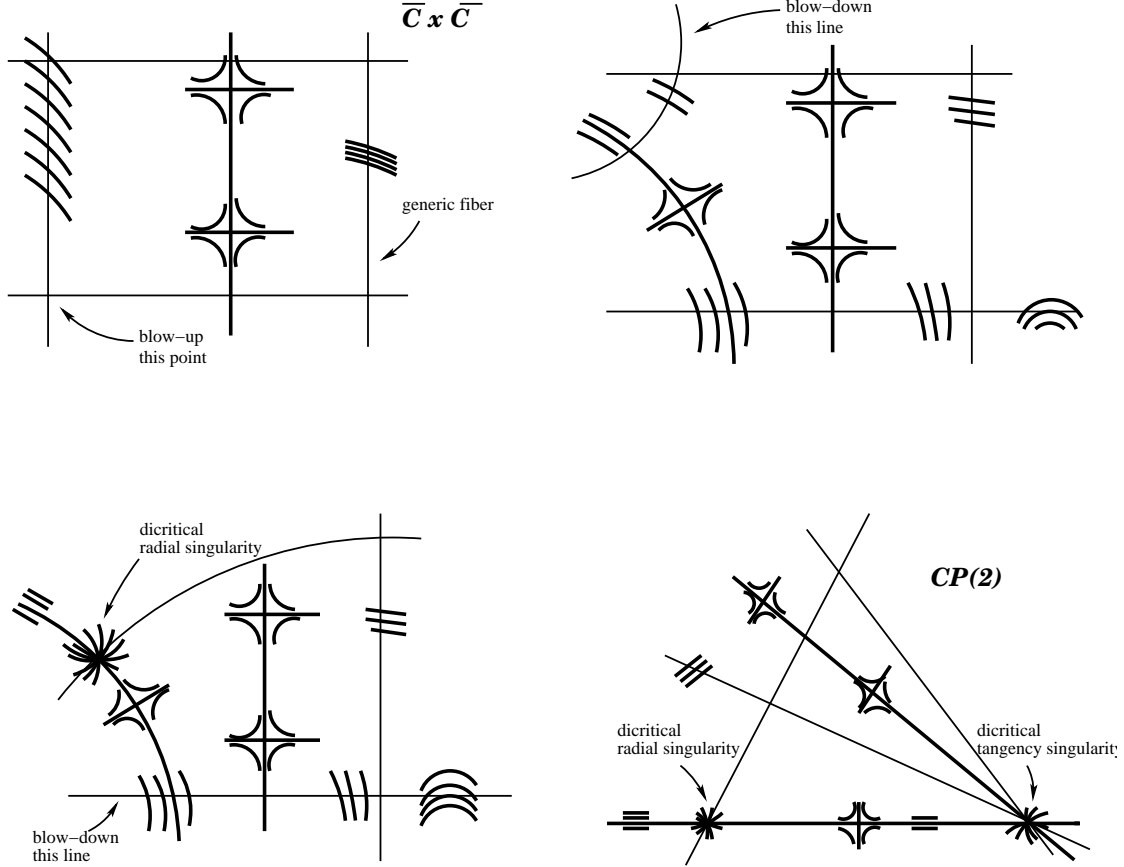 C̅ x C̅
generic fiber
blow−up
this point
blow−down
this line
dicritical
radial singularity
blow−down
this line
CP(2)
dicritical
radial singularity
dicritical
tangency singularity